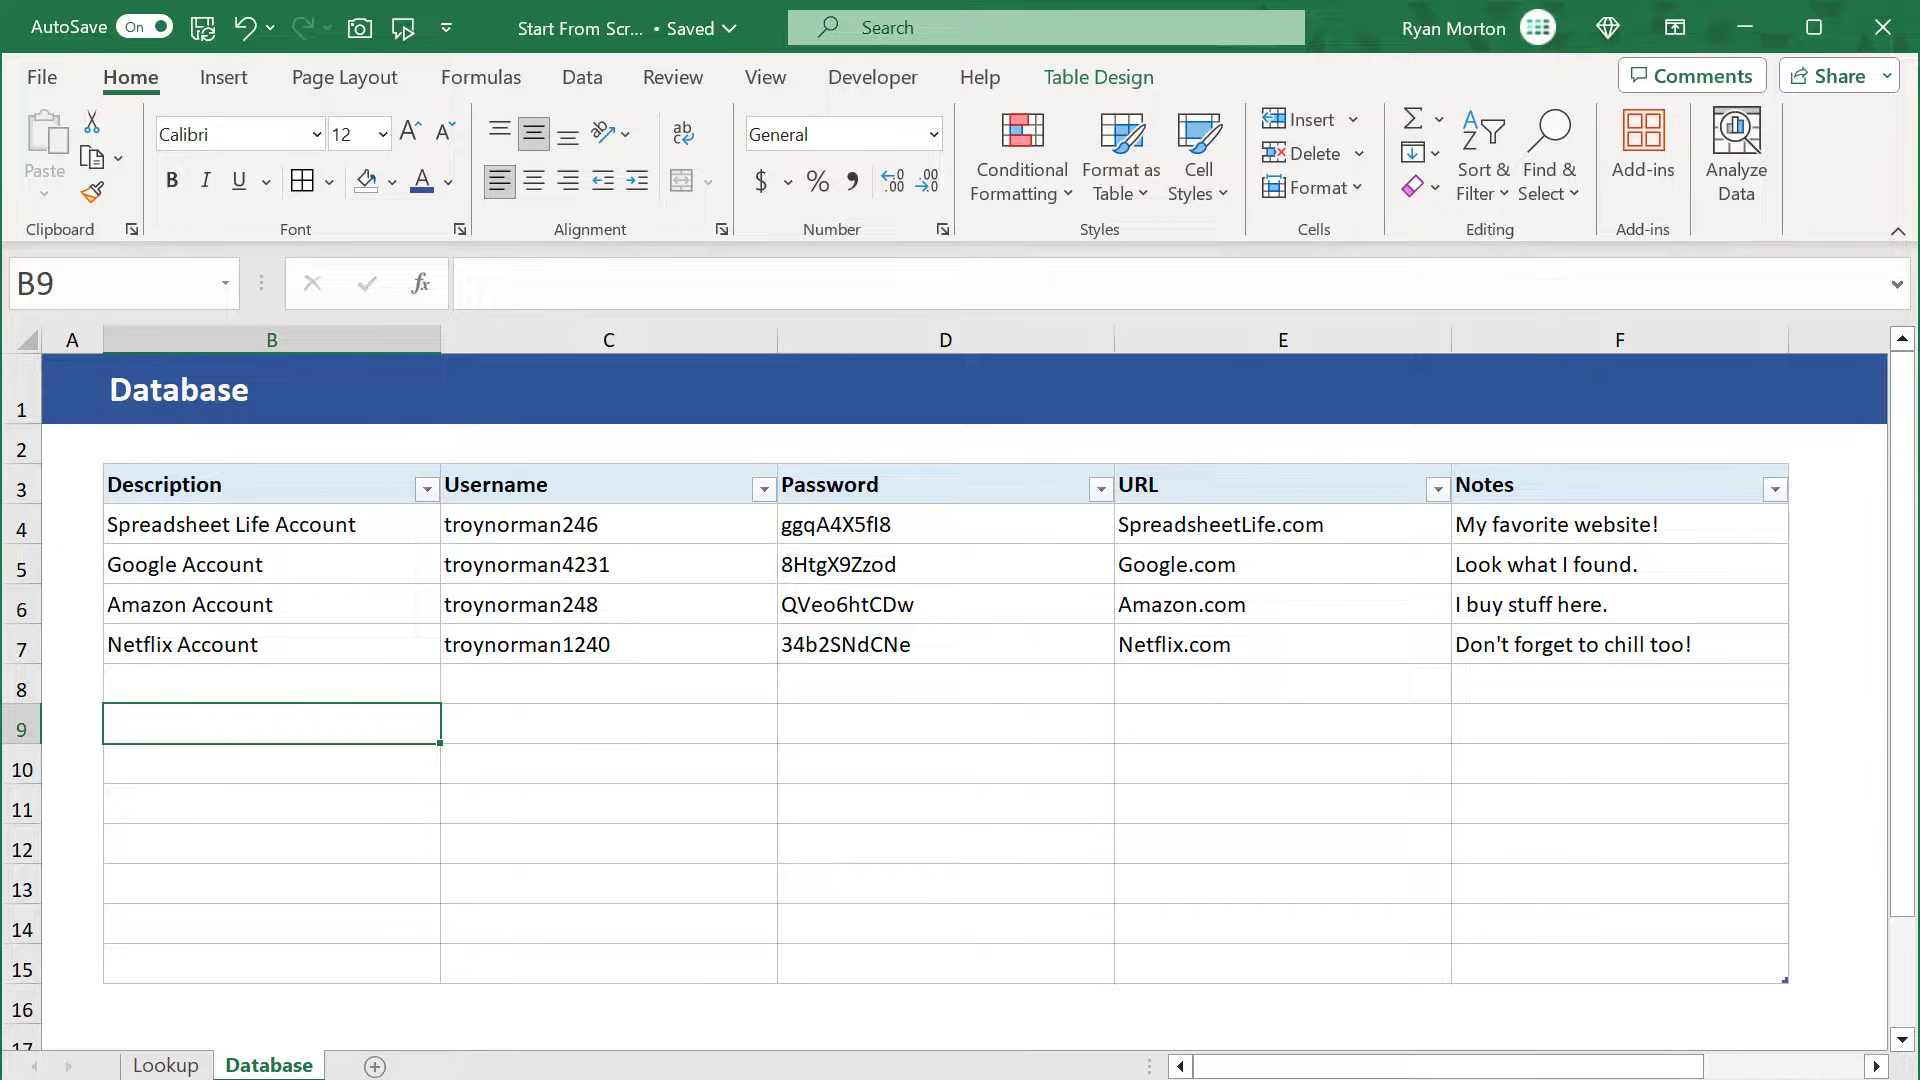 AutoSave On Start From Scr... • Saved Search Ryan Morton
File Home Insert Page Layout Formulas Data Review View Developer Help Table Design Comments Share
Paste
Calibri 12
General
Conditional Formatting
Format as Table
Cell Styles
Insert
Delete
Format
Sort & Filter
Find & Select
Add-ins
Analyze Data
Clipboard Font Alignment Number Styles Cells Editing Add-ins
B9 fx
A B C D E F
1 Database
2
3 Description Username Password URL Notes
4 Spreadsheet Life Account troynorman246 ggqA4X5fI8 SpreadsheetLife.com My favorite website!
5 Google Account troynorman4231 8HtgX9Zzod Google.com Look what I found.
6 Amazon Account troynorman248 QVeo6htCDw Amazon.com I buy stuff here.
7 Netflix Account troynorman1240 34b2SNdCNe Netflix.com Don't forget to chill too!
8
9
10
11
12
13
14
15
16
17
Lookup Database